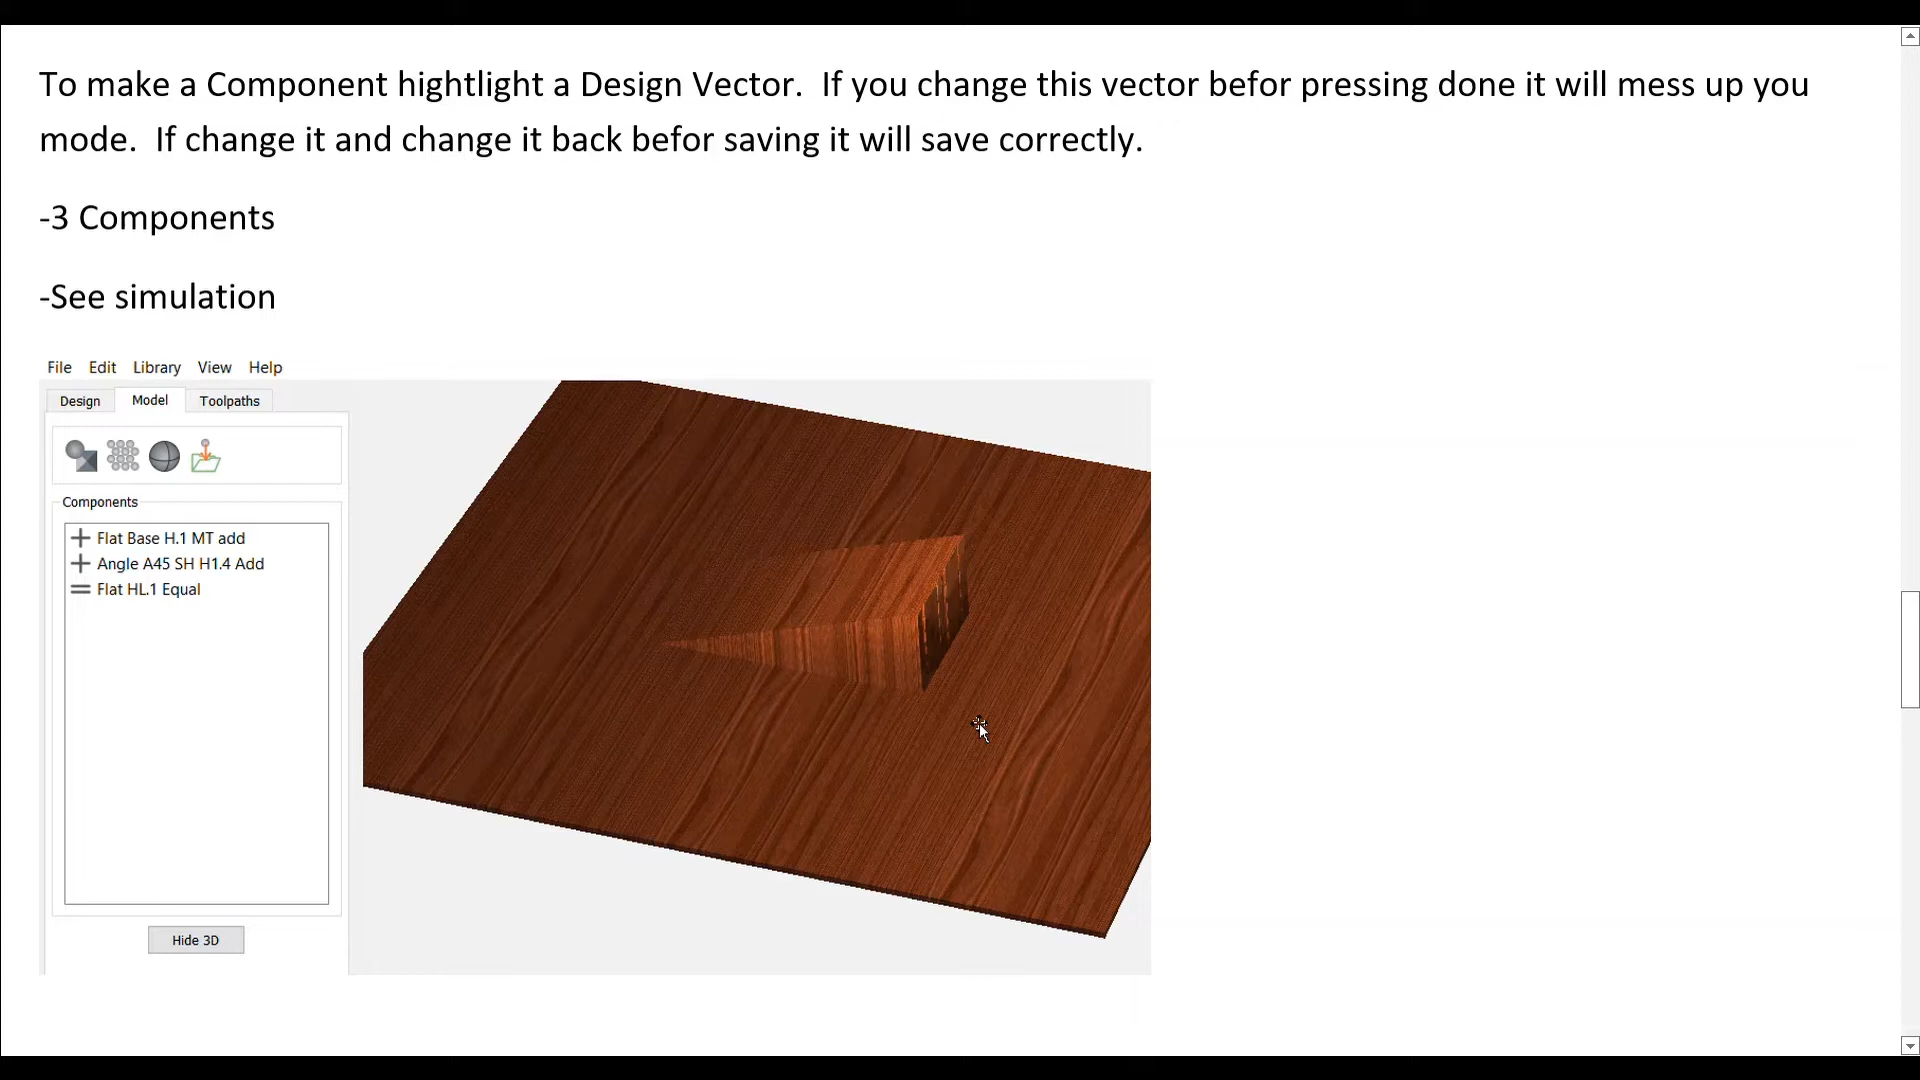 To make a Component hightlight a Design Vector.  If you change this vector befor pressing done it will mess up you
mode.  If change it and change it back befor saving it will save correctly.
-3 Components
-See simulation
File Edit Library View Help
Design Model Toolpaths
Components
Flat Base H.1 MT add
Angle A45 SH H1.4 Add
Flat HL.1 Equal
Hide 3D